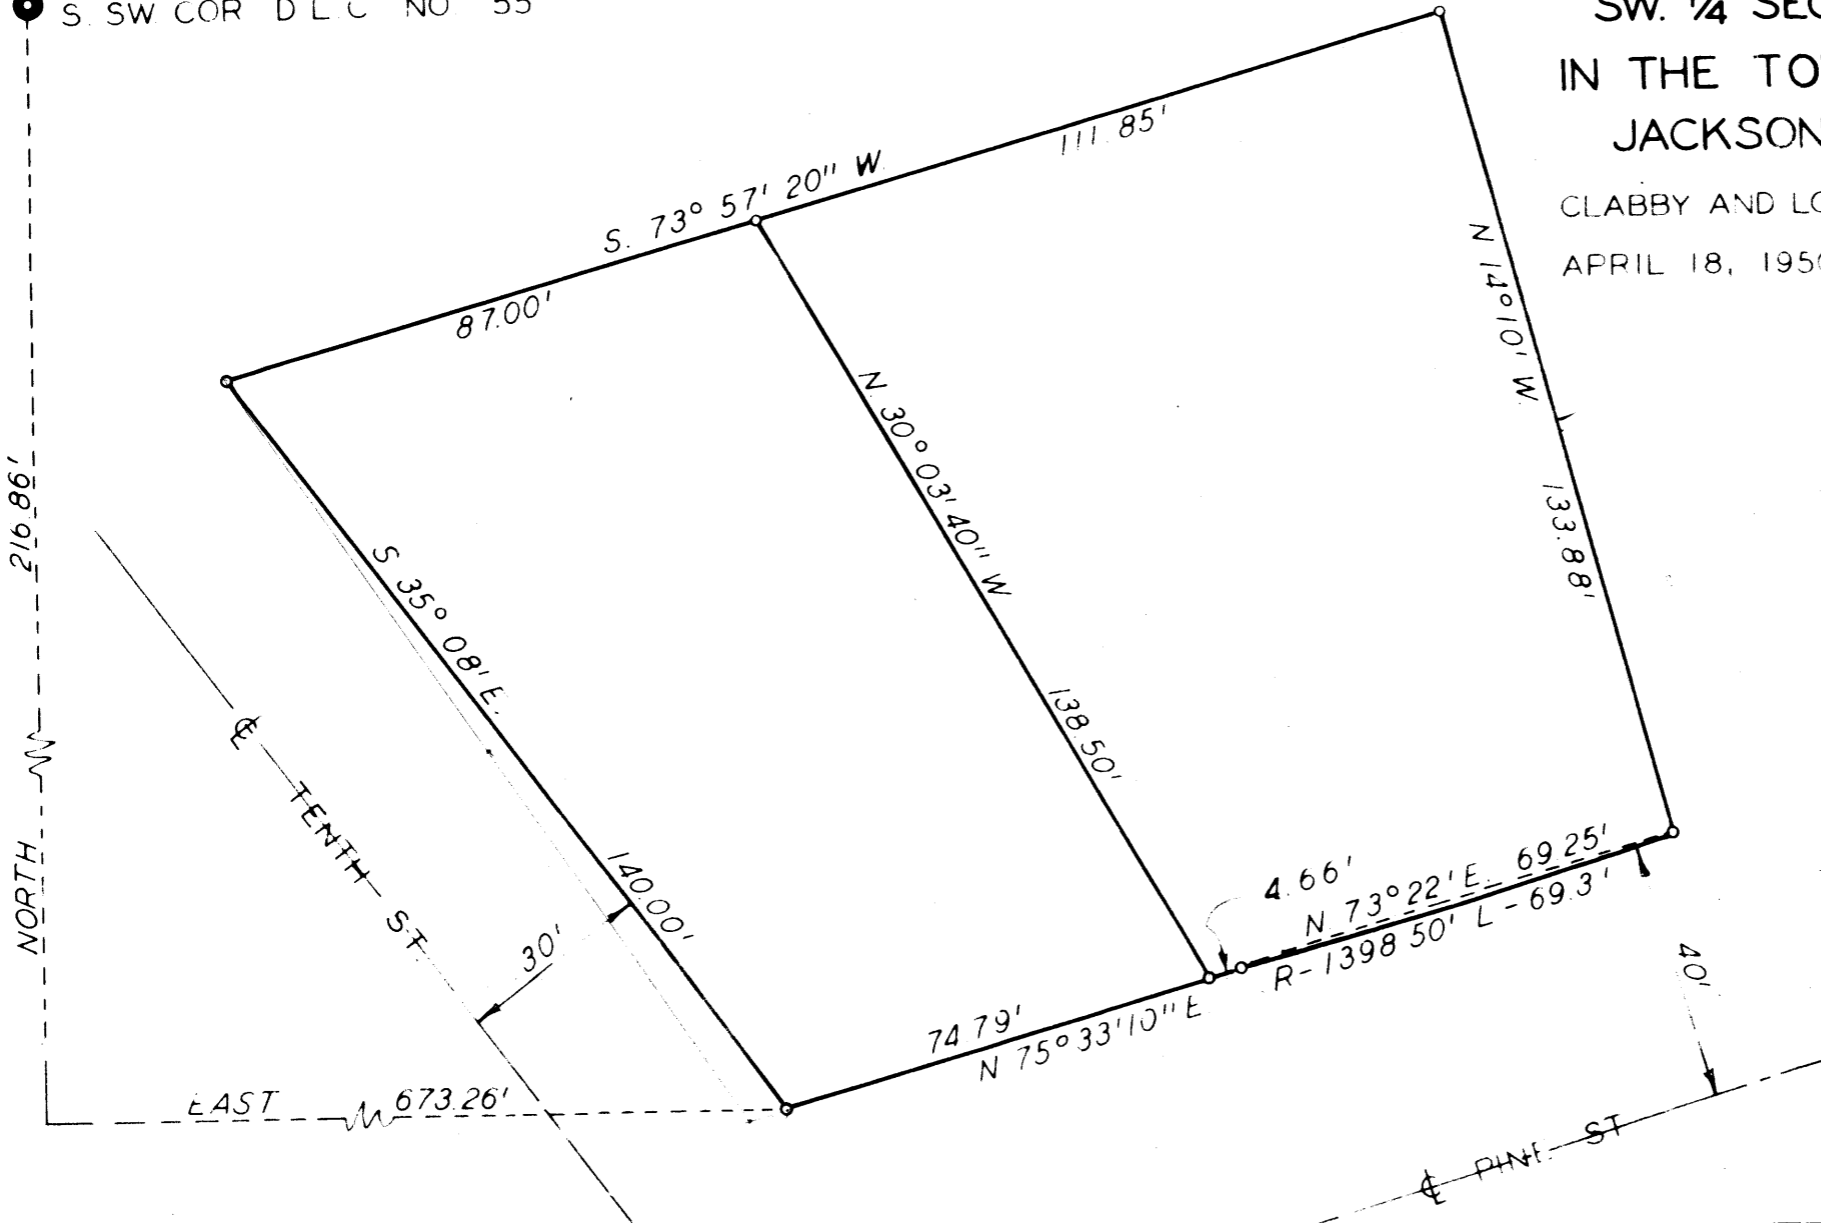 S. SW COR D L.C NO 55
SW. 1/4 SEC
IN THE TO
JACKSON
CLABBY AND LO
APRIL 18, 195
111.85'
S. 73° 57' 20" W.
87.00'
N 14° 10' W.
133.88'
N. 30° 03' 40" W
138.50'
S 35° 08' E.
140.00'
216.86'
NORTH
℄ TENTH ST.
30'
4.66'
N 73° 22' E. 69.25'
R-1398 50' L-69.3'
74.79'
N 75° 33' 10" E
40'
EAST 673.26'
℄ PINE ST